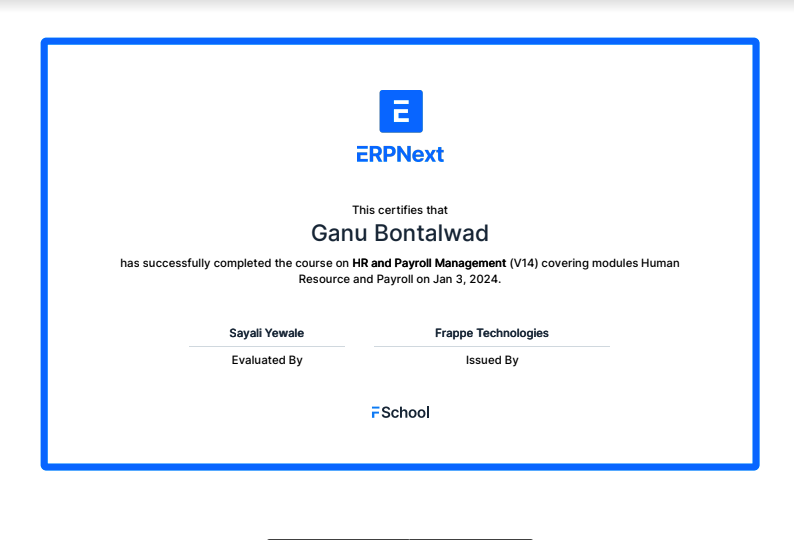 E
ERPNext
This certifies that
Ganu Bontalwad
has successfully completed the course on HR and Payroll Management (V14) covering modules Human
Resource and Payroll on Jan 3, 2024.
Sayali Yewale
Frappe Technologies
Evaluated By
Issued By
FSchool